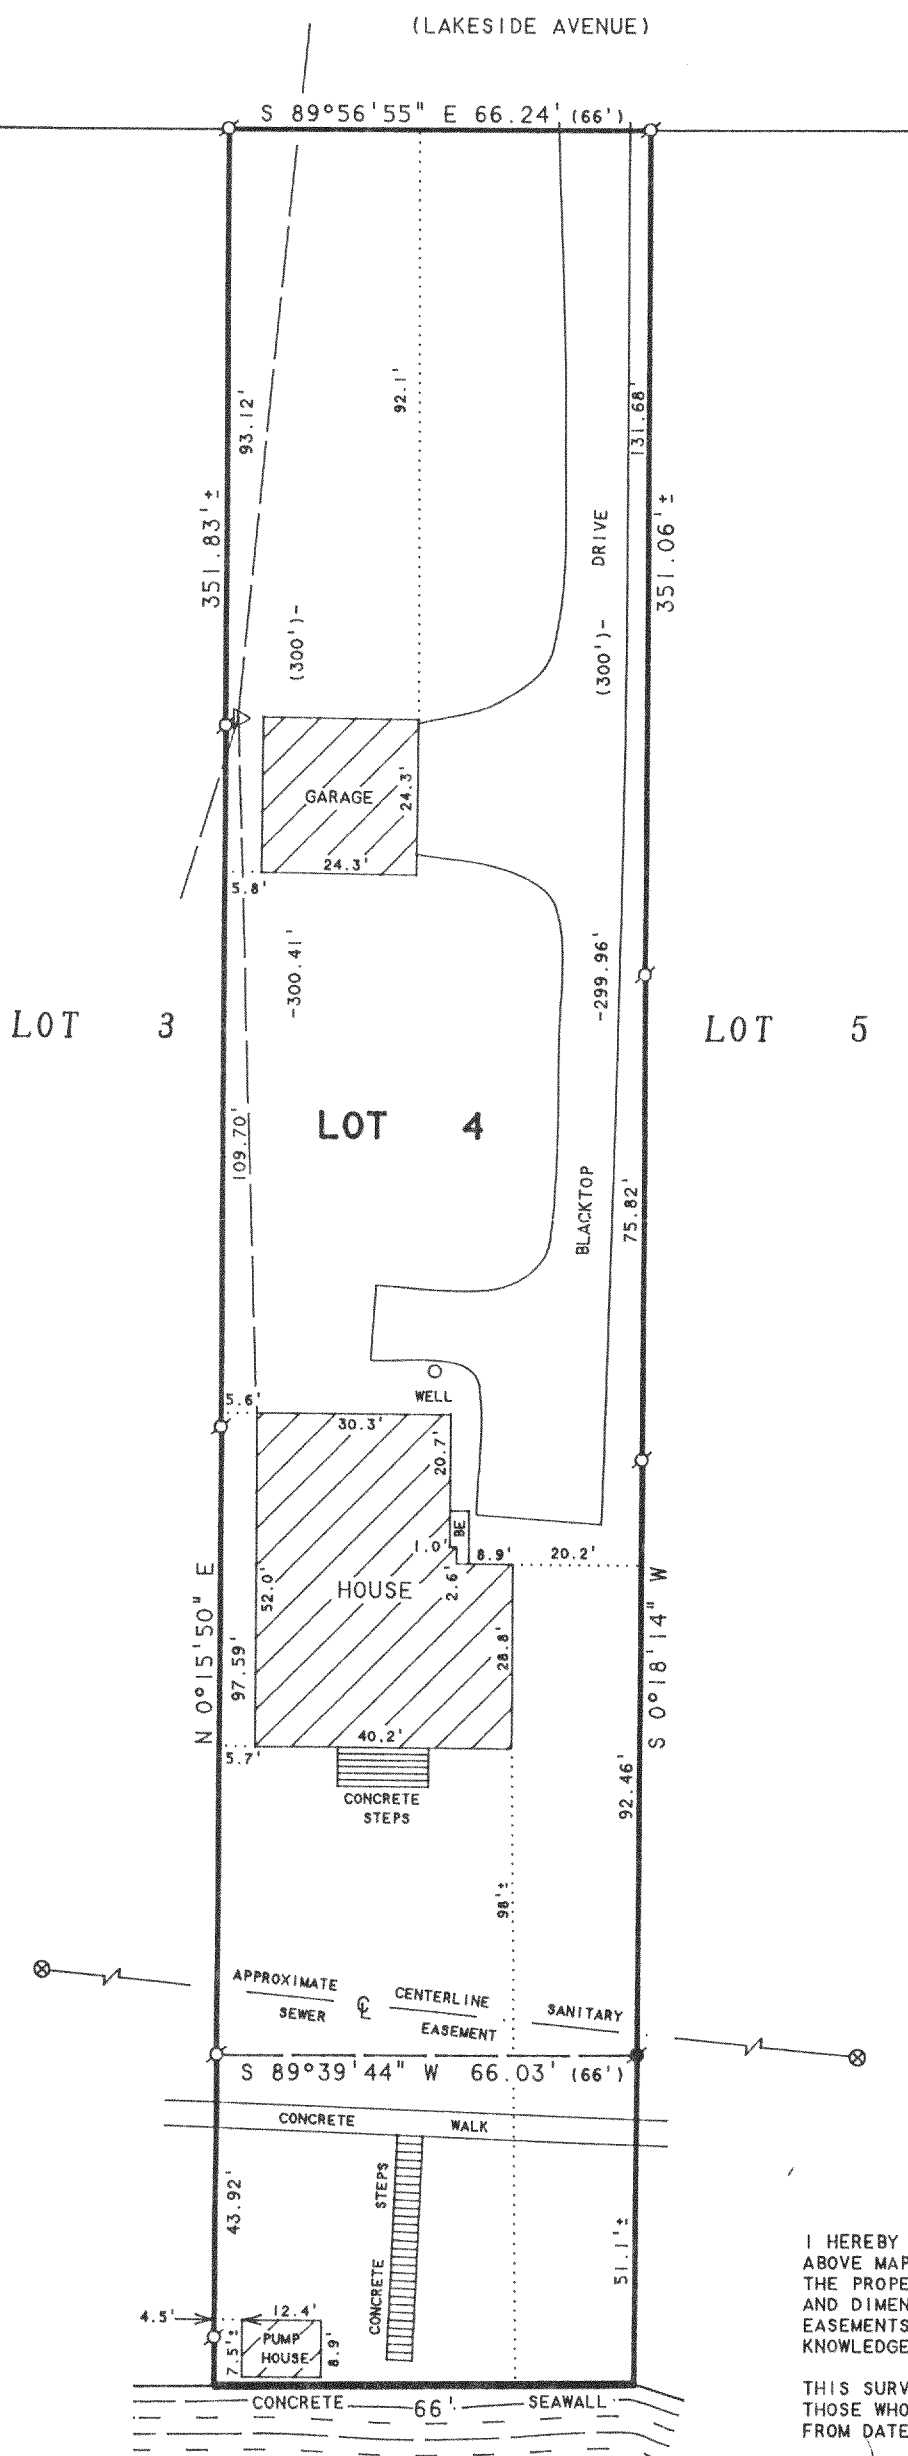 (LAKESIDE AVENUE)
S 89°56'55" E 66.24' (66')
93.12'
92.1'
131.68'
351.83'±
351.06'±
DRIVE
(300')-
(300')-
GARAGE
24.3'
24.3'
5.8'
-300.41'
-299.96'
LOT 3
LOT 5
LOT 4
109.70'
BLACKTOP
75.82'
WELL
5.6'
30.3'
20.7'
BE
1.0'
8.9'
20.2'
2.6'
HOUSE
52.0'
28.8'
N 0°15'50" E
97.59'
S 0°18'14" W
40.2'
5.7'
CONCRETE
STEPS
92.46'
98'±
APPROXIMATE CENTERLINE SANITARY
SEWER ℄ EASEMENT
S 89°39'44" W 66.03' (66')
CONCRETE WALK
43.92'
CONCRETE STEPS
51.1'±
4.5'
12.4'
PUMP
HOUSE
7.5'±
8.9'
CONCRETE 66' SEAWALL
I HEREBY
ABOVE MAP
THE PROPE
AND DIMEN
EASEMENTS
KNOWLEDGE
THIS SURV
THOSE WHO
FROM DATE